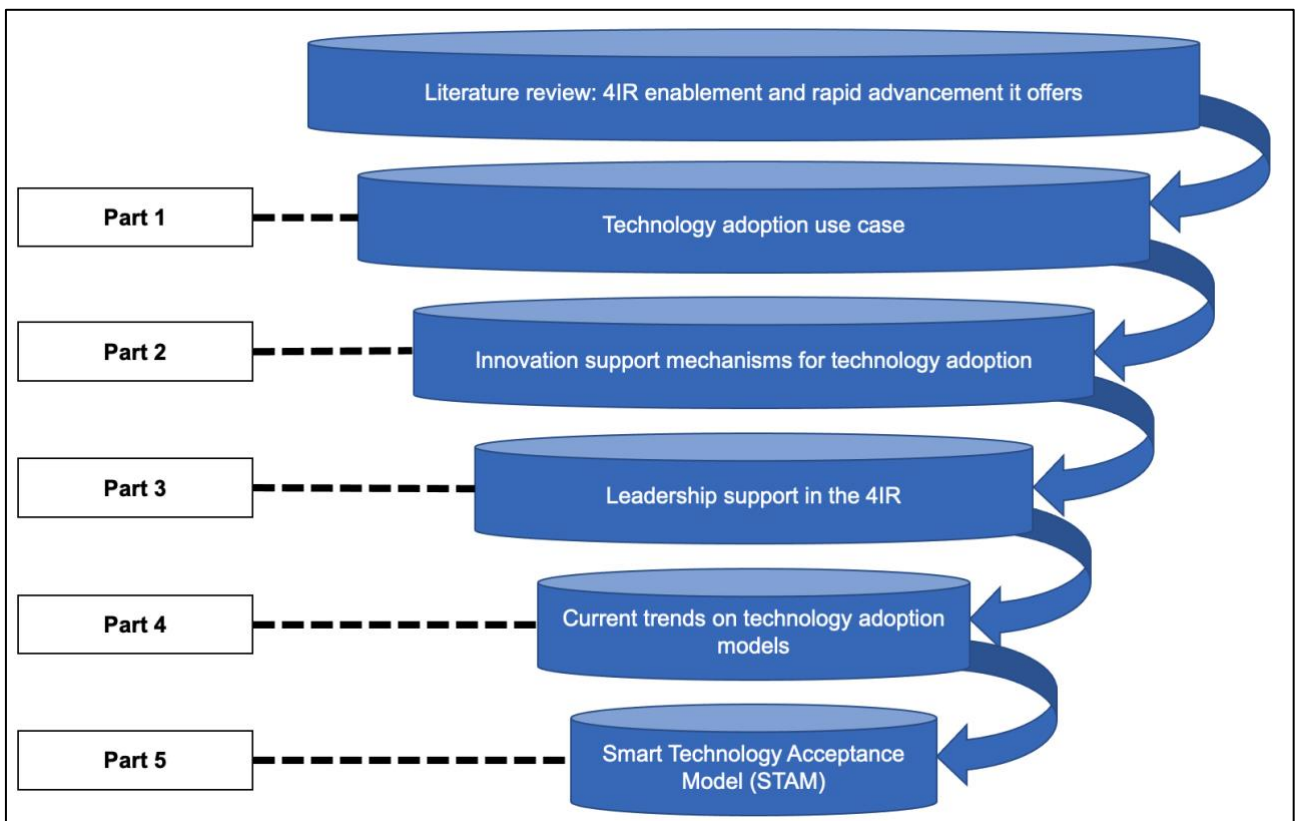 Literature review: 4IR enablement and rapid advancement it offers
Part 1
Technology adoption use case
Part 2
Innovation support mechanisms for technology adoption
Part 3
Leadership support in the 4IR
Part 4
Current trends on technology adoption
models
Part 5
Smart Technology Acceptance
Model (STAM)